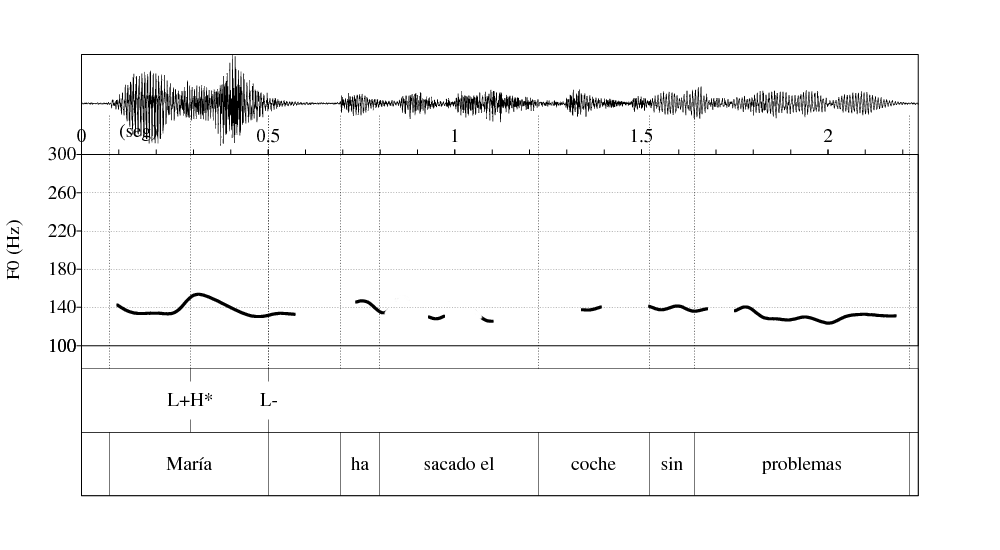 0 (seg) 0.5 1 1.5 2
300
260
220
180
140
100
F0 (Hz)
L+H* L-
María ha sacado el coche sin problemas